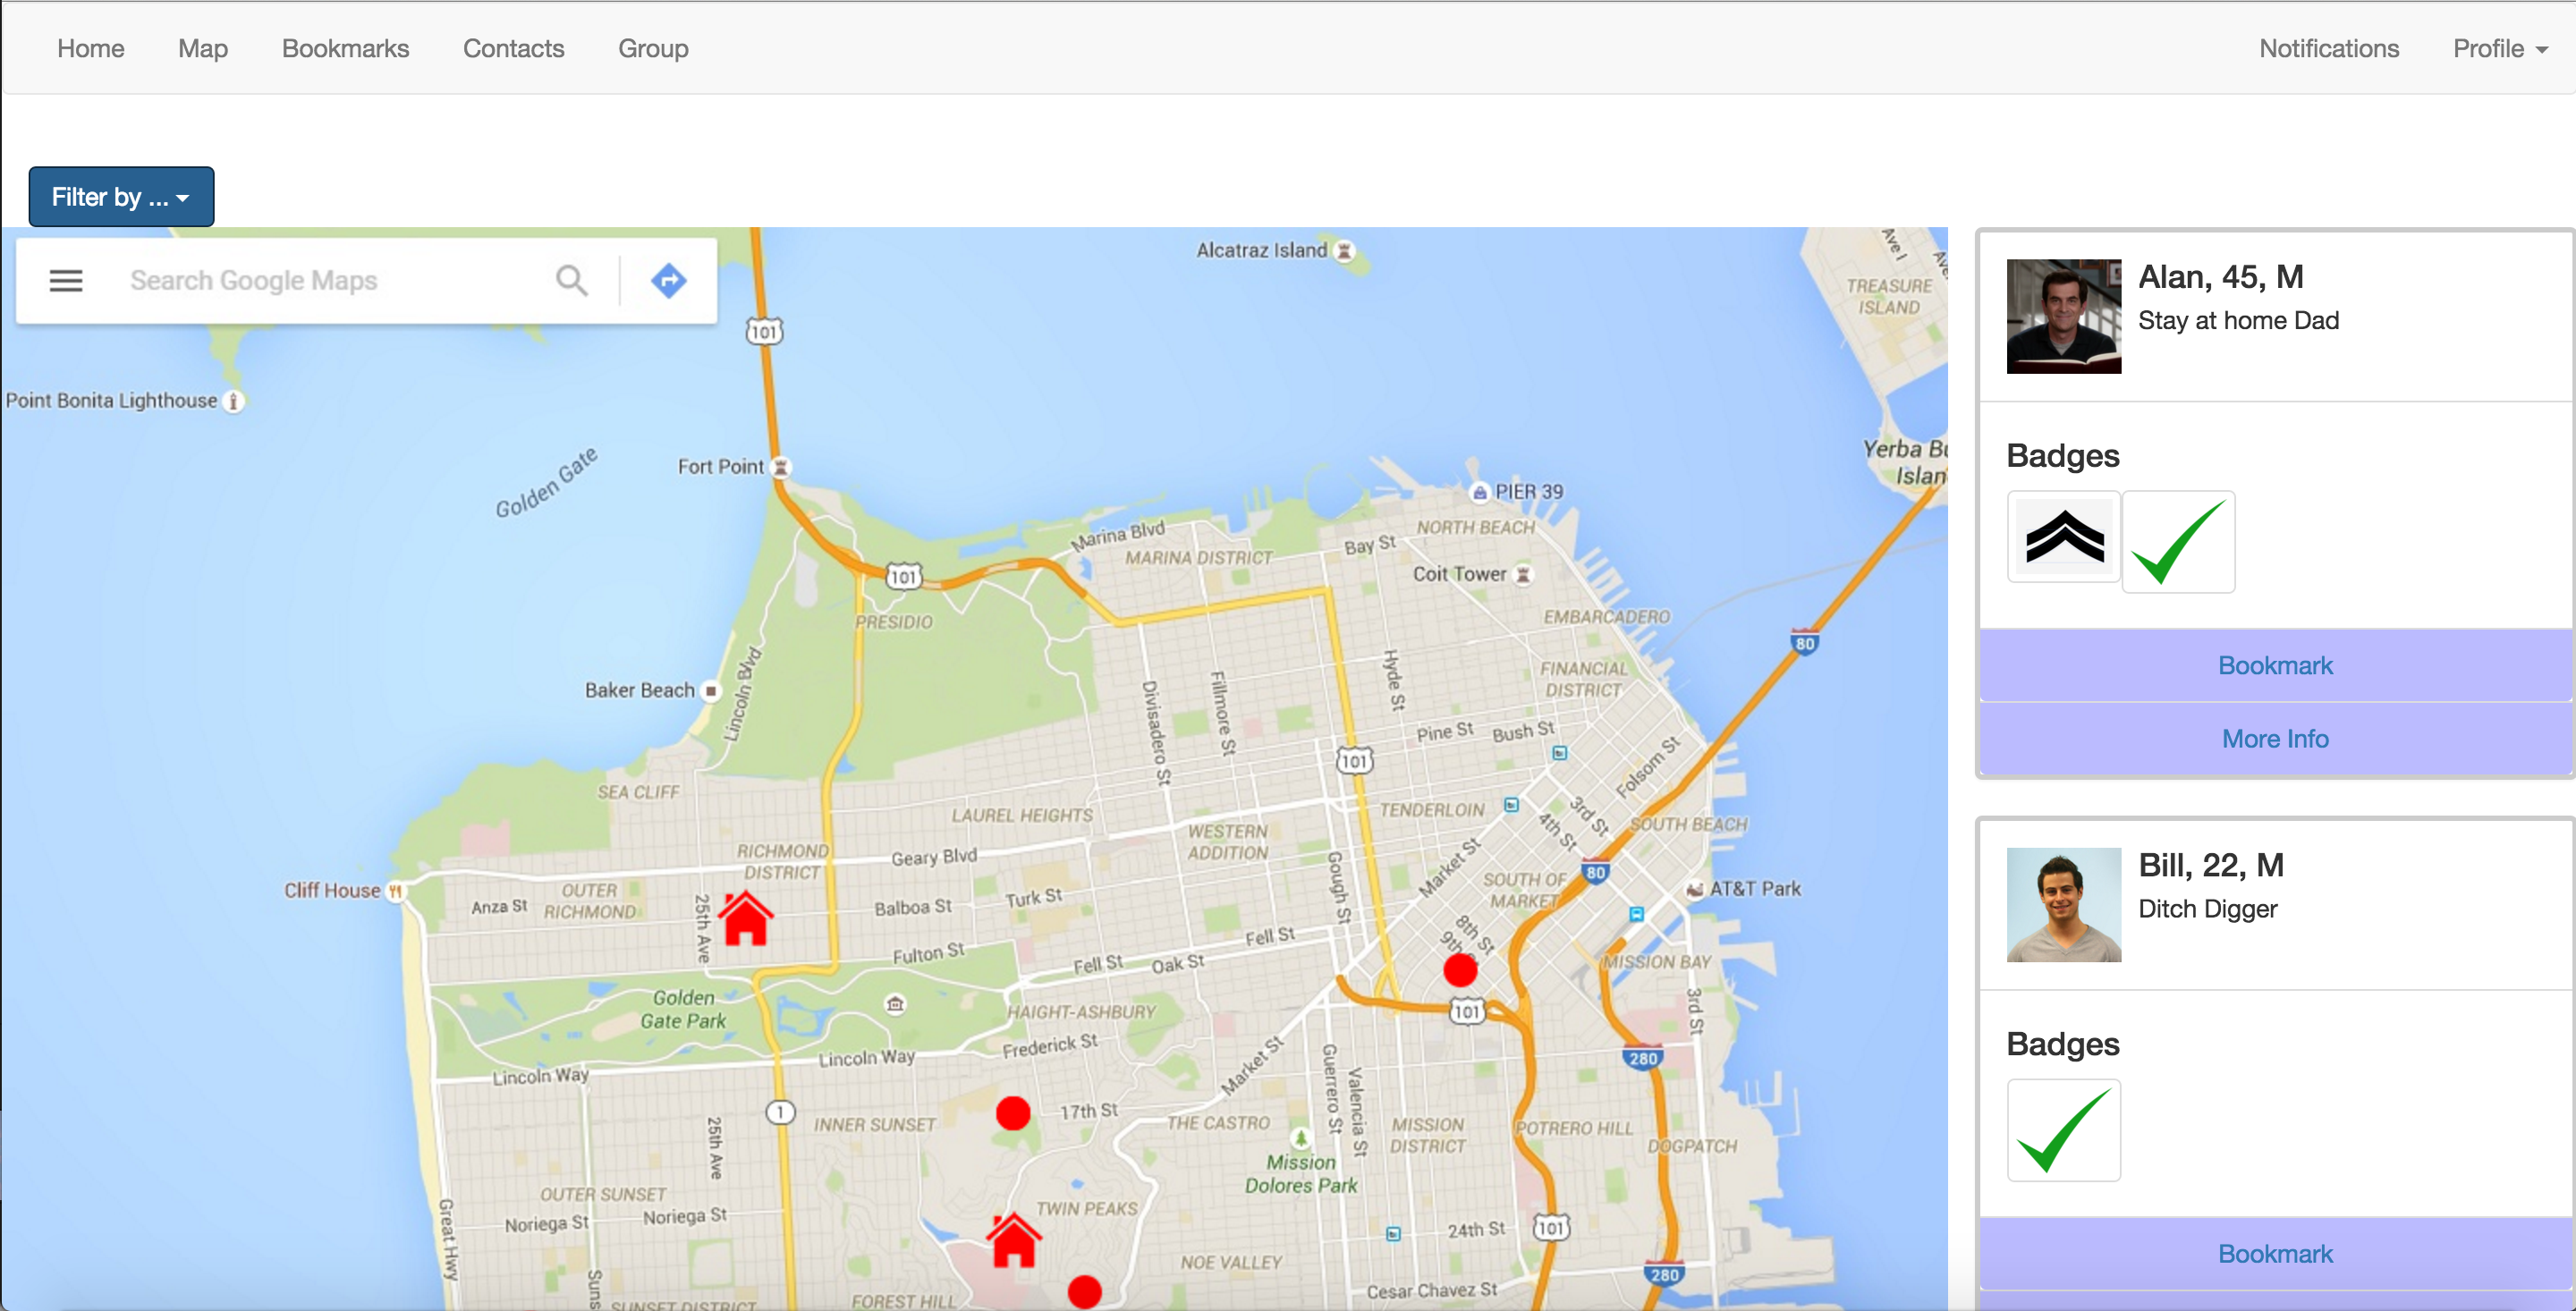 Home Map Bookmarks Contacts Group Notifications Profile
Filter by ...
Search Google Maps
Alcatraz Island
Ave I
TREASURE
ISLAND
101
Point Bonita Lighthouse
Golden Gate
Fort Point
Yerba Bu
Islan
PIER 39
NORTH BEACH
Marina Blvd
MARINA DISTRICT
Bay St
Coit Tower
101
PRESIDIO
EMBARCADERO
80
Lincoln Blvd
Baker Beach
Divisadero St
Fillmore St
Hyde St
FINANCIAL
DISTRICT
Pine St
Bush St
101
Folsom St
SEA CLIFF
LAUREL HEIGHTS
TENDERLOIN
3rd St
4th St
SOUTH BEACH
WESTERN
ADDITION
RICHMOND
DISTRICT
Geary Blvd
Gough St
Market St
80
SOUTH OF
MARKET
AT&T Park
Cliff House
Anza St
OUTER
RICHMOND
25th Ave
Balboa St
Turk St
Fulton St
Fell St
Fell St
Oak St
8th St
9th
MISSION BAY
3rd St
Golden
Gate Park
HAIGHT-ASHBURY
101
Frederick St
Lincoln Way
Lincoln Way
Market St
Guerrero St
Valencia St
280
1
25th Ave
INNER SUNSET
17th St
THE CASTRO
MISSION
DISTRICT
POTRERO HILL
DOGPATCH
Mission
Dolores Park
OUTER SUNSET
Great Hwy
Noriega St
Noriega St
TWIN PEAKS
24th St
101
NOE VALLEY
280
Cesar Chavez St
Suns
SUNSET DISTRICT
FOREST HILL
Alan, 45, M
Stay at home Dad
Badges
Bookmark
More Info
Bill, 22, M
Ditch Digger
Badges
Bookmark